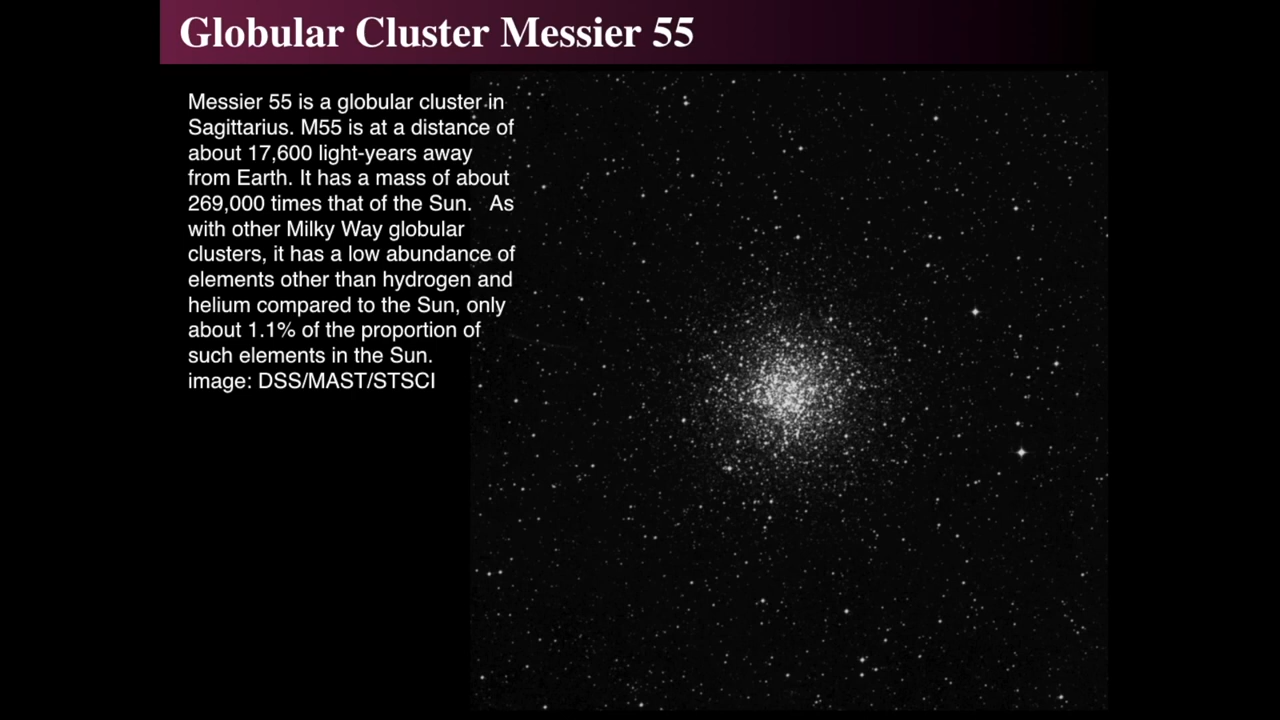 Globular Cluster Messier 55
Messier 55 is a globular cluster in
Sagittarius. M55 is at a distance of
about 17,600 light-years away
from Earth. It has a mass of about
269,000 times that of the Sun.   As
with other Milky Way globular
clusters, it has a low abundance of
elements other than hydrogen and
helium compared to the Sun, only
about 1.1% of the proportion of
such elements in the Sun.
image: DSS/MAST/STSCI